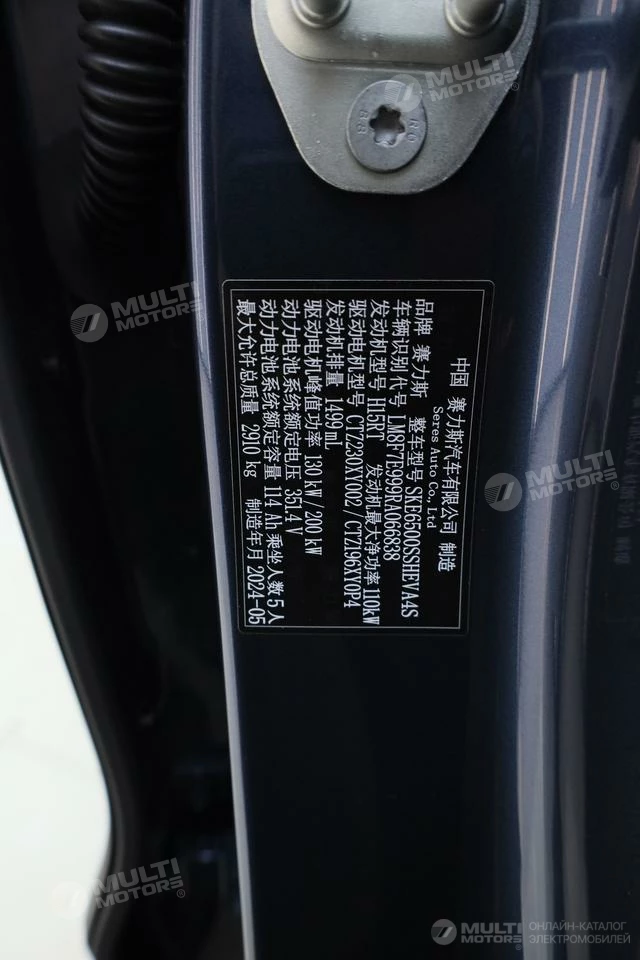 中国 赛力斯汽车有限公司 制造
Seres Auto Co., Ltd
品牌 赛力斯 整车型号 SKE6500SSHEVA4S
车辆识别代号 LM8F7E999RA066838
发动机型号 H15RT 发动机最大净功率 110kW
驱动电机型号 CTZ230XY002/CTZ196XY0P4
发动机排量 1499 mL
驱动电机峰值功率 130 kW / 200 kW
动力电池系统额定电压 351.4 V
动力电池系统额定容量 114 Ah 乘坐人数 5 人
最大允许总质量 2910 kg 制造年月 2024-05
RO
88
MULTI
MOTORS®
MULTI
MOTORS®
MULTI
MOTORS®
MULTI
MOTORS®
MULTI
MOTORS®
ОНЛАЙН-КАТАЛОГ
ЭЛЕКТРОМОБИЛЕЙ